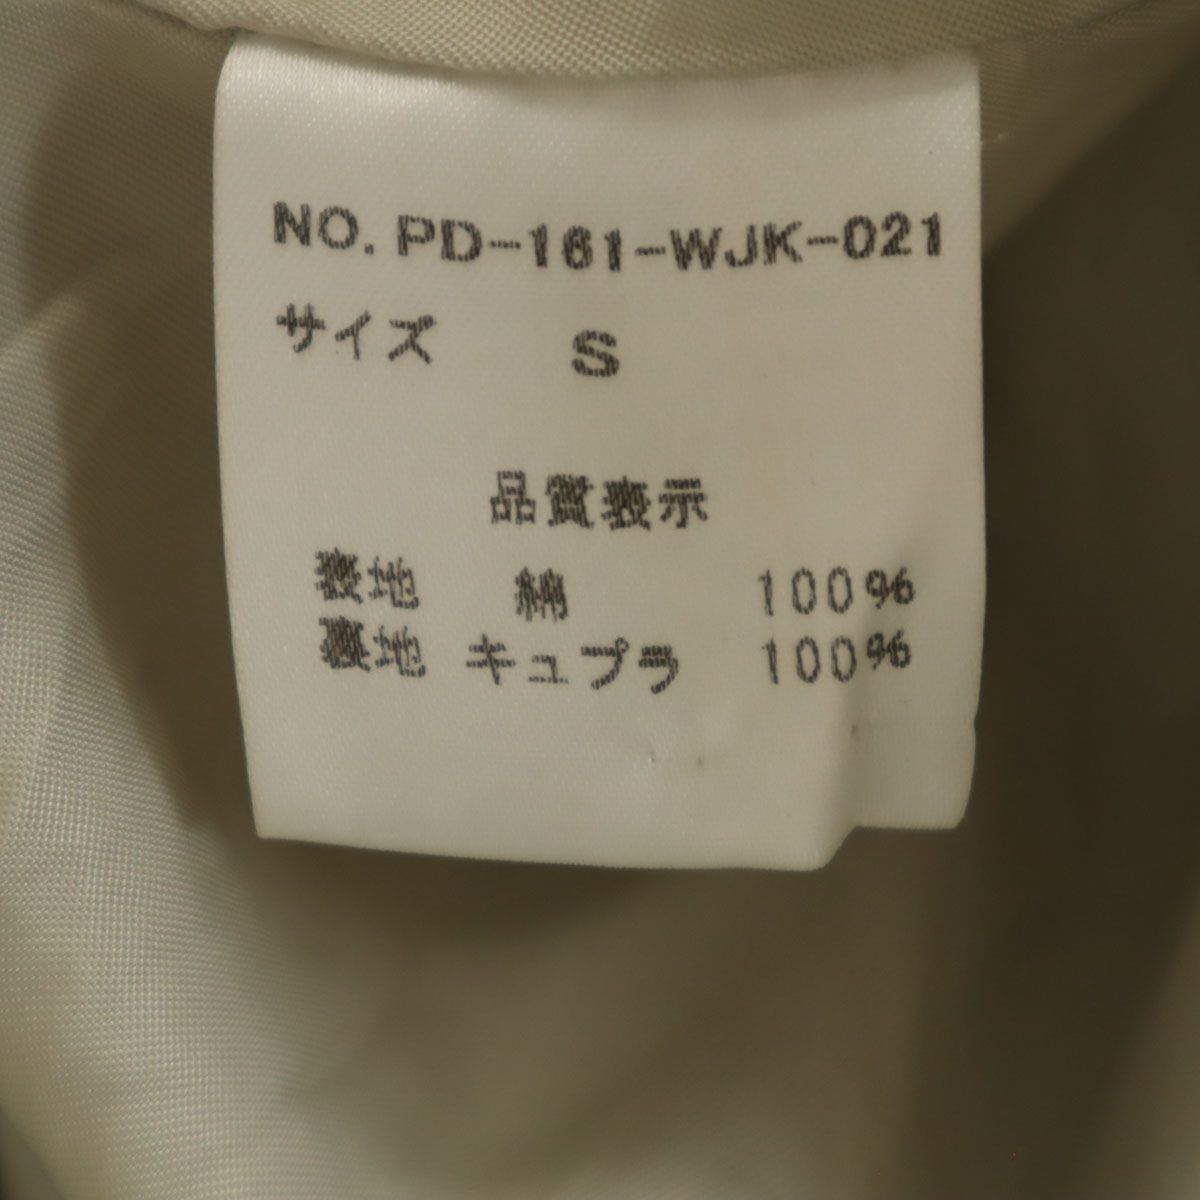 NO. PD-161-WJK-021
サイズ S
品質表示
表地 綿 100%
裏地 キュプラ 100%